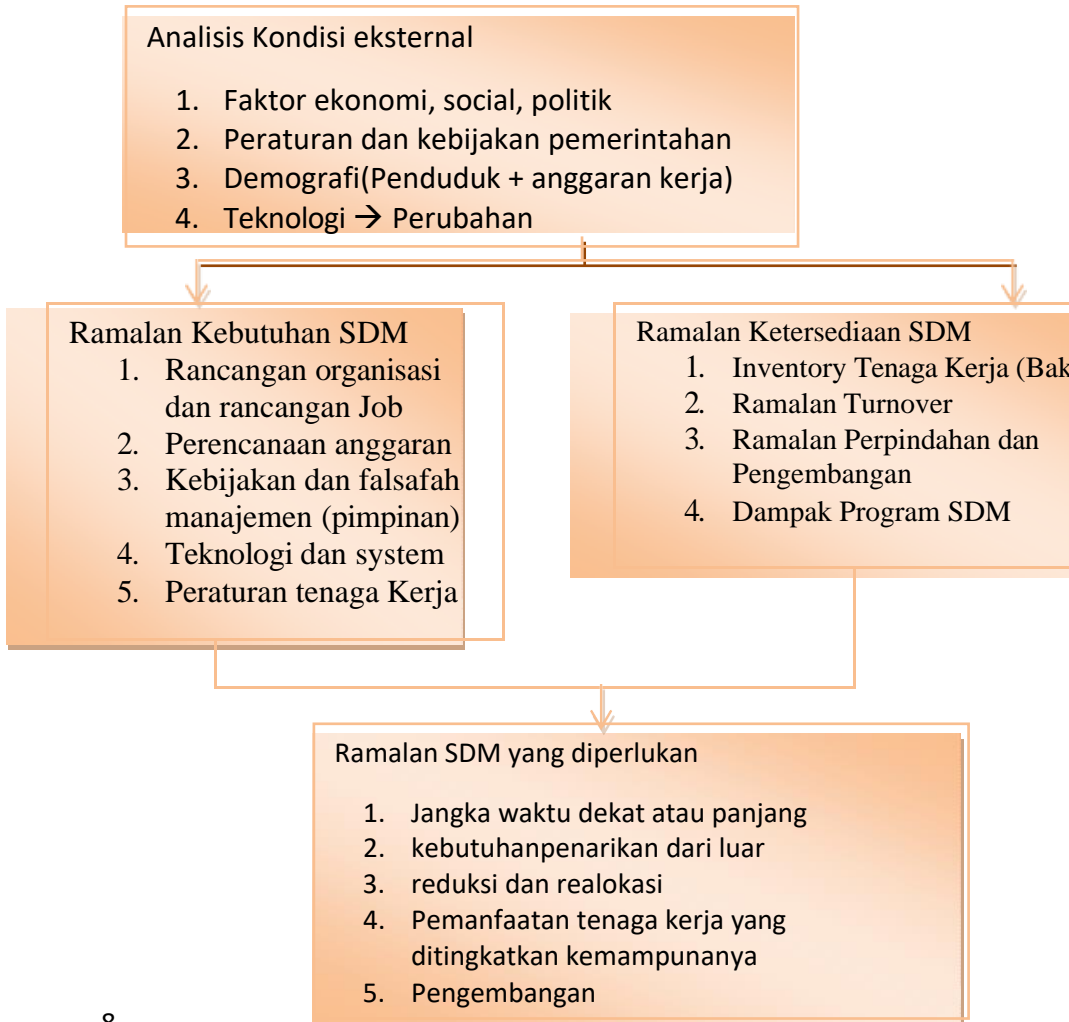 Analisis Kondisi eksternal
1. Faktor ekonomi, social, politik
2. Peraturan dan kebijakan pemerintahan
3. Demografi(Penduduk + anggaran kerja)
4. Teknologi → Perubahan
Ramalan Kebutuhan SDM
1. Rancangan organisasi
dan rancangan Job
2. Perencanaan anggaran
3. Kebijakan dan falsafah
manajemen (pimpinan)
4. Teknologi dan system
5. Peraturan tenaga Kerja
Ramalan Ketersediaan SDM
1. Inventory Tenaga Kerja
2. Ramalan Turnover
3. Ramalan Perpindahan dan
Pengembangan
4. Dampak Program SDM
Ramalan SDM yang diperlukan
1. Jangka waktu dekat atau panjang
2. kebutuhanpenarikan dari luar
3. reduksi dan realokasi
4. Pemanfaatan tenaga kerja yang
ditingkatkan kemampunanya
5. Pengembangan